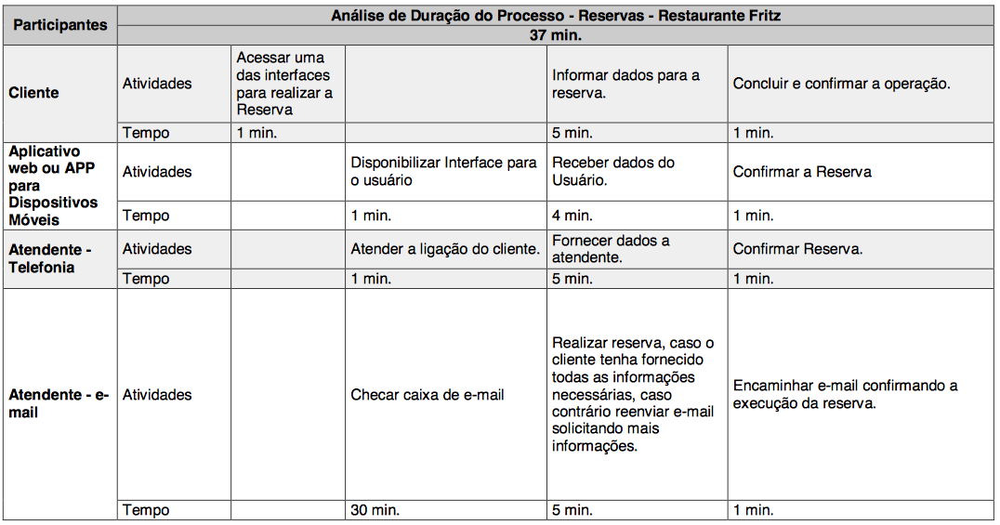 Participantes
Análise de Duração do Processo - Reservas - Restaurante Fritz
37 min.
Cliente
Atividades
Acessar uma
das interfaces
para realizar a
Reserva
Informar dados para a
reserva.
Concluir e confirmar a operação.
Tempo
1 min.
5 min.
1 min.
Aplicativo
web ou APP
para
Dispositivos
Móveis
Atividades
Disponibilizar Interface para
o usuário
Receber dados do
Usuário.
Confirmar a Reserva
Tempo
1 min.
4 min.
1 min.
Atendente -
Telefonia
Atividades
Atender a ligação do cliente.
Fornecer dados a
atendente.
Confirmar Reserva.
Tempo
1 min.
5 min.
1 min.
Atendente - e-
mail
Atividades
Checar caixa de e-mail
Realizar reserva, caso o
cliente tenha fornecido
todas as informações
necessárias, caso
contrário reenviar e-mail
solicitando mais
informações.
Encaminhar e-mail confirmando a
execução da reserva.
Tempo
30 min.
5 min.
1 min.